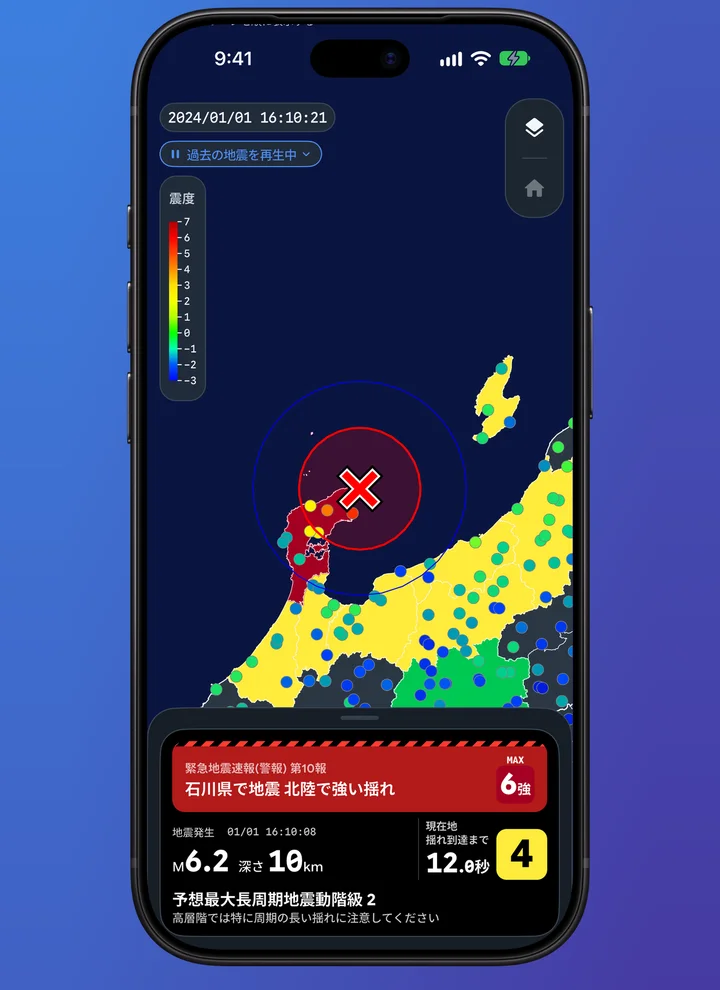 9:41
2024/01/01 16:10:21
過去の地震を再生中
震度
7
6
5
4
3
2
1
0
-1
-2
-3
緊急地震速報(警報) 第10報
石川県で地震 北陸で強い揺れ
MAX
6強
地震発生 01/01 16:10:08
M6.2 深さ10km
現在地
揺れ到達まで
12.0秒
4
予想最大長周期地震動階級 2
高層階では特に周期の長い揺れに注意してください